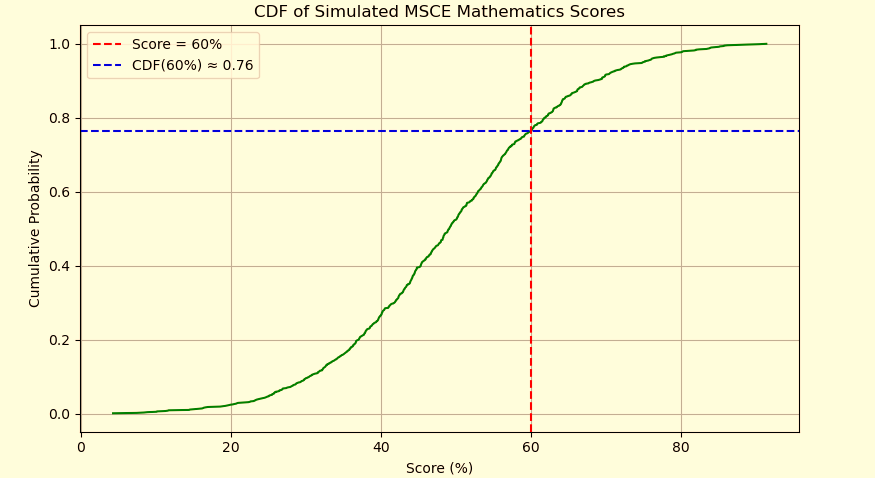 CDF of Simulated MSCE Mathematics Scores
Score = 60%
CDF(60%) ≈ 0.76
Cumulative Probability
1.0
0.8
0.6
0.4
0.2
0.0
0 20 40 60 80
Score (%)